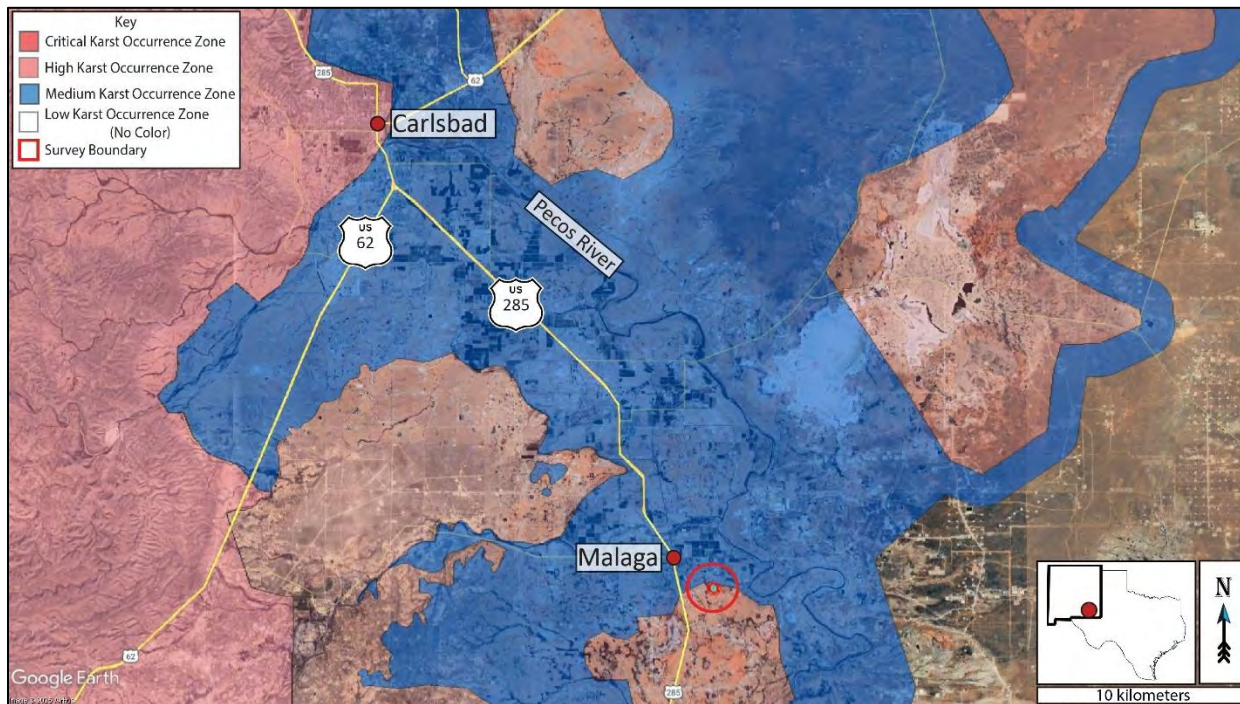 Key
Critical Karst Occurrence Zone
High Karst Occurrence Zone
Medium Karst Occurrence Zone
Low Karst Occurrence Zone
(No Color)
Survey Boundary
285
62
Carlsbad
Pecos River
US
62
US
285
Malaga
62
285
Google Earth
N
10 kilometers